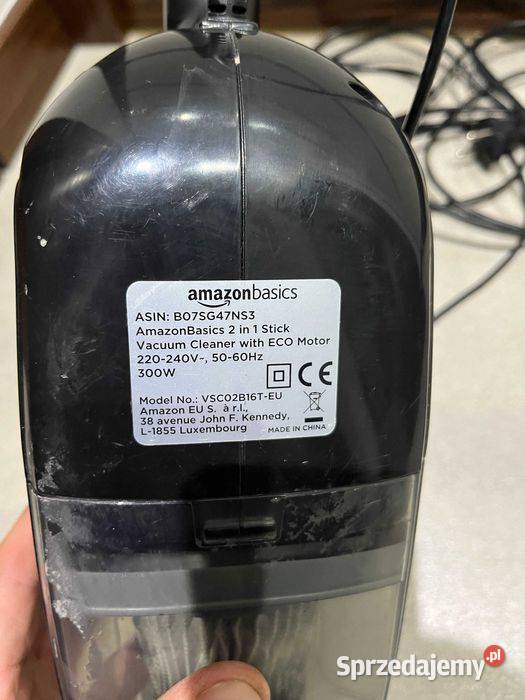 amazonbasics
ASIN: B07SG47NS3
AmazonBasics 2 in 1 Stick
Vacuum Cleaner with ECO Motor
220-240V~, 50-60Hz
300W
CE
Model No.: VSC02B16T-EU
Amazon EU S. à r.l.,
38 avenue John F. Kennedy,
L-1855 Luxembourg
MADE IN CHINA
Sprzedajemy.pl